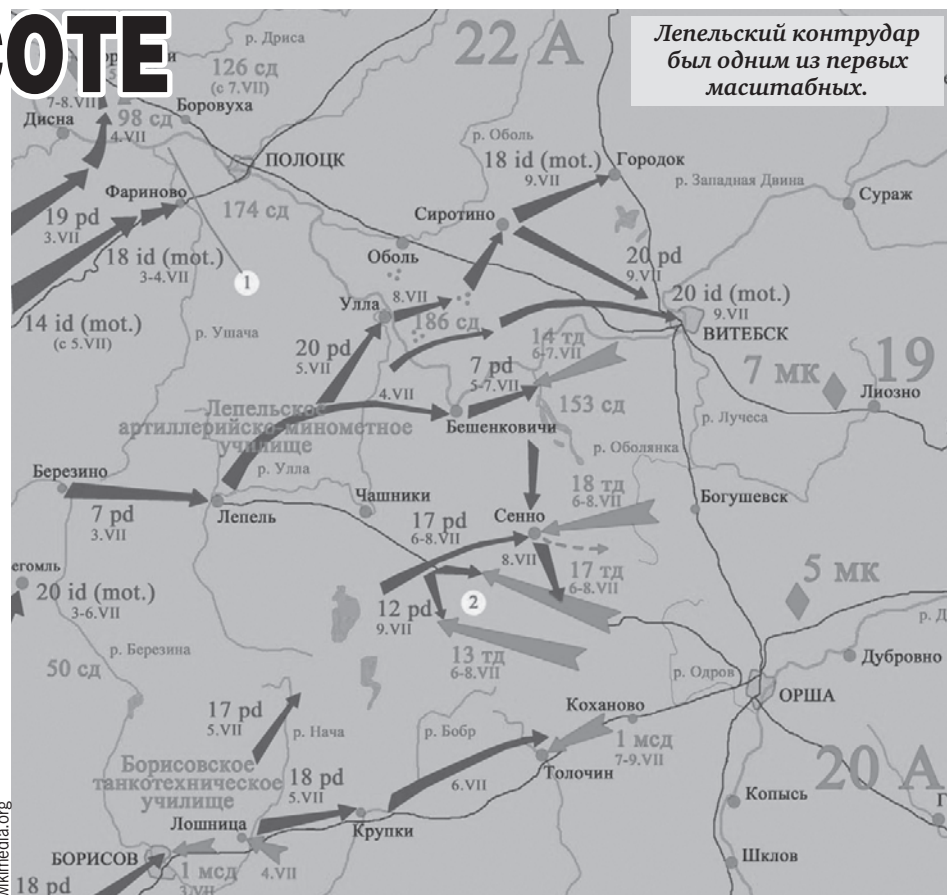 СОТЕ
Лепельский контрудар
был одним из первых
масштабных.
22 А
р. Дриса
126 сд
(с 7.VII)
7-8.VII
Боровуха
Дисна
98 сд
4.VII
ПОЛОЦК
р. Оболь
18 id (mot.)
9.VII
Городок
р. Западная Двина
Сураж
Фариново
19 pd
3.VII
174 сд
Сиротино
18 id (mot.)
3-4.VII
1
Оболь
20 pd
9.VII
14 id (mot.)
(с 5.VII)
р. Ушача
Улла
8.VII
186 сд
20 id (mot.)
9.VII
ВИТЕБСК
20 pd
5.VII
14 тд
6-7.VII
7 pd
5-7.VII
4.VII
7 мк
19
Лиозно
153 сд
Лепельское
артиллерийско-минометное
училище
Бешенковичи
р. Лучеса
р. Оболянка
Березино
р. Улла
7 pd
3.VII
Лепель
Чашники
18 тд
6-8.VII
Богушевск
17 pd
6-8.VII
Сенно
8.VII
17 тд
6-8.VII
егомль
20 id (mot.)
3-6.VII
12 pd
9.VII
2
5 мк
13 тд
6-8.VII
р. Березина
50 сд
р. Д
Дубровно
р. Одров
ОРША
17 pd
5.VII
р. Нача
р. Бобр
Коханово
1 мсд
7-9.VII
Толочин
6.VII
Борисовское
танкотехническое
училище
18 pd
5.VII
20 А
Лошница
Крупки
Копысь
Г
БОРИСОВ
1 мсд
3.VII
4.VII
Шклов
18 pd
wikimedia.org